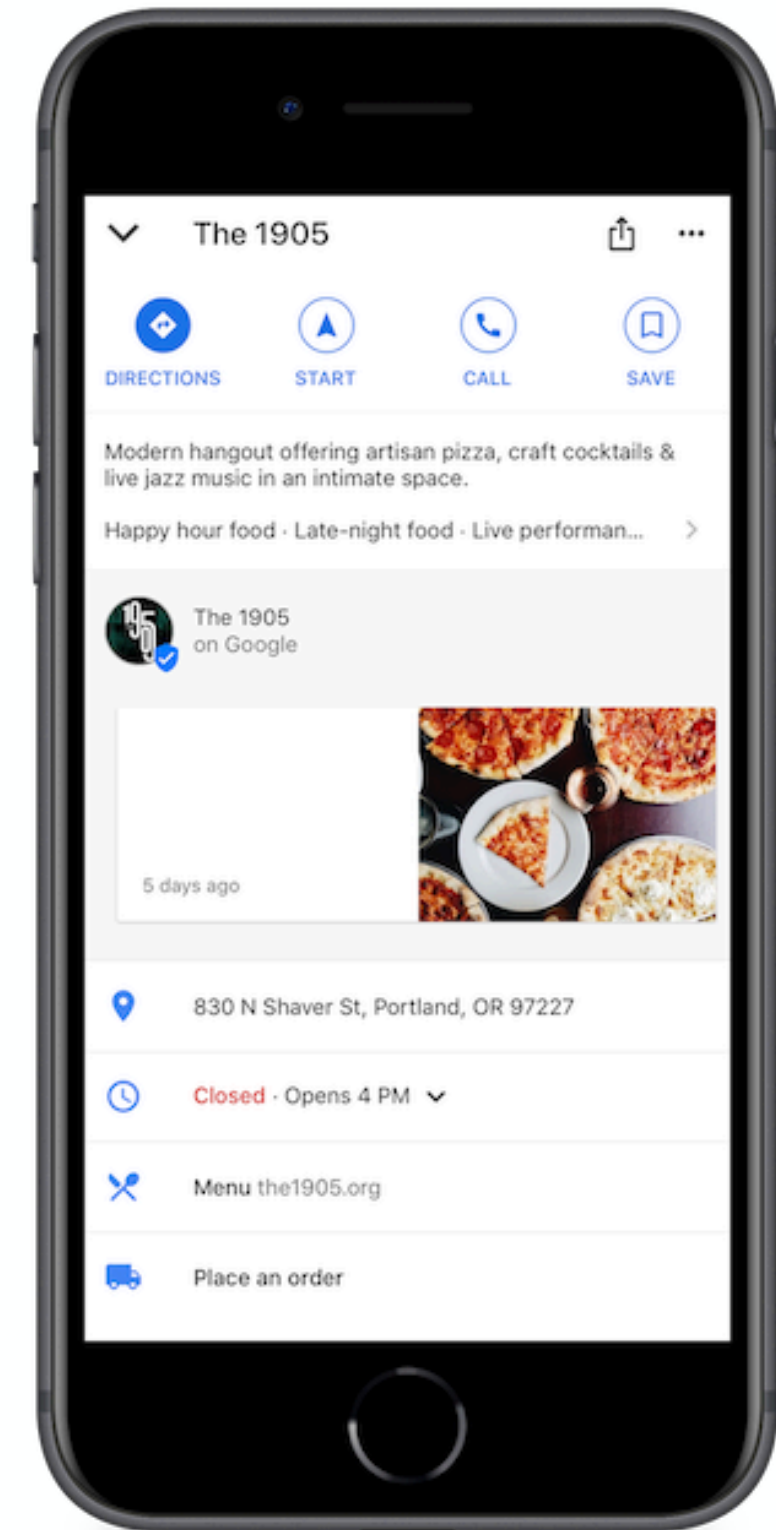 The 1905
DIRECTIONS
START
CALL
SAVE
Modern hangout offering artisan pizza, craft cocktails &
live jazz music in an intimate space.
Happy hour food · Late-night food · Live performan...
1905
The 1905
on Google
5 days ago
830 N Shaver St, Portland, OR 97227
Closed · Opens 4 PM
Menu the1905.org
Place an order